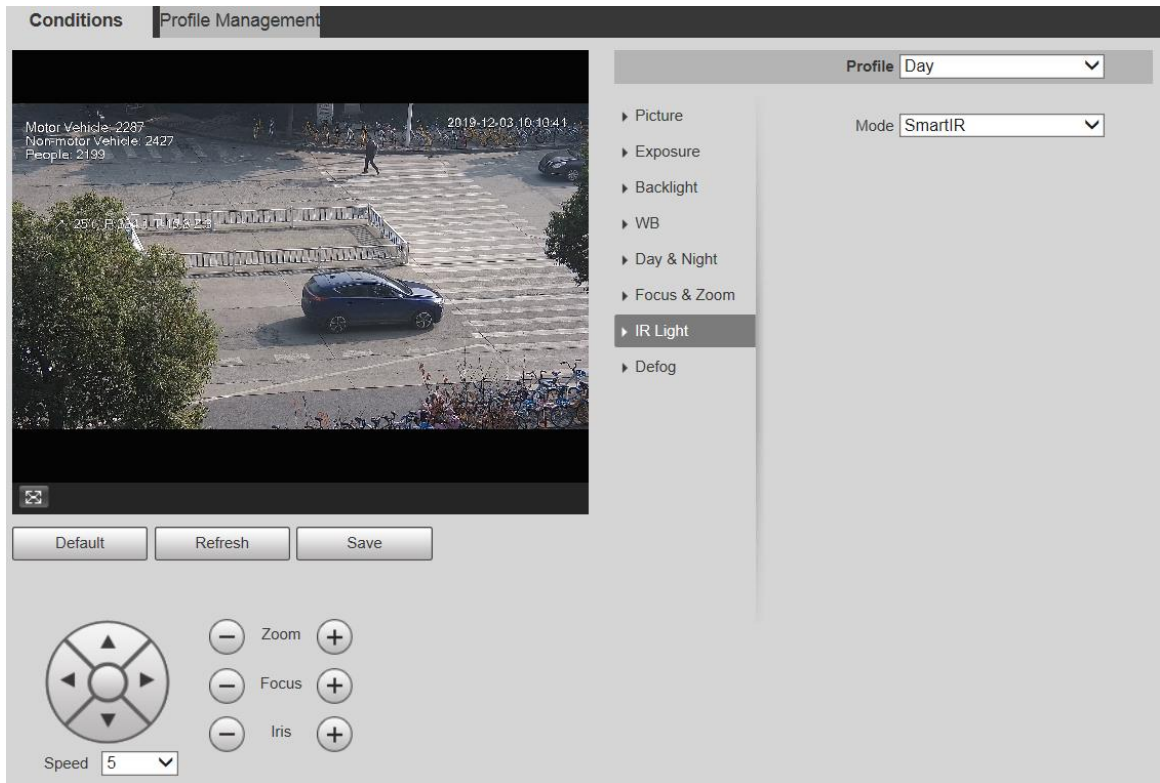 Conditions
Profile Management
Motor Vehicle: 2287
Non-motor Vehicle: 2427
People: 2199
2019-12-03 10:10:41
Default
Refresh
Save
Zoom
Focus
Iris
Speed 5
Profile Day
Picture
Exposure
Backlight
WB
Day & Night
Focus & Zoom
IR Light
Defog
Mode SmartIR